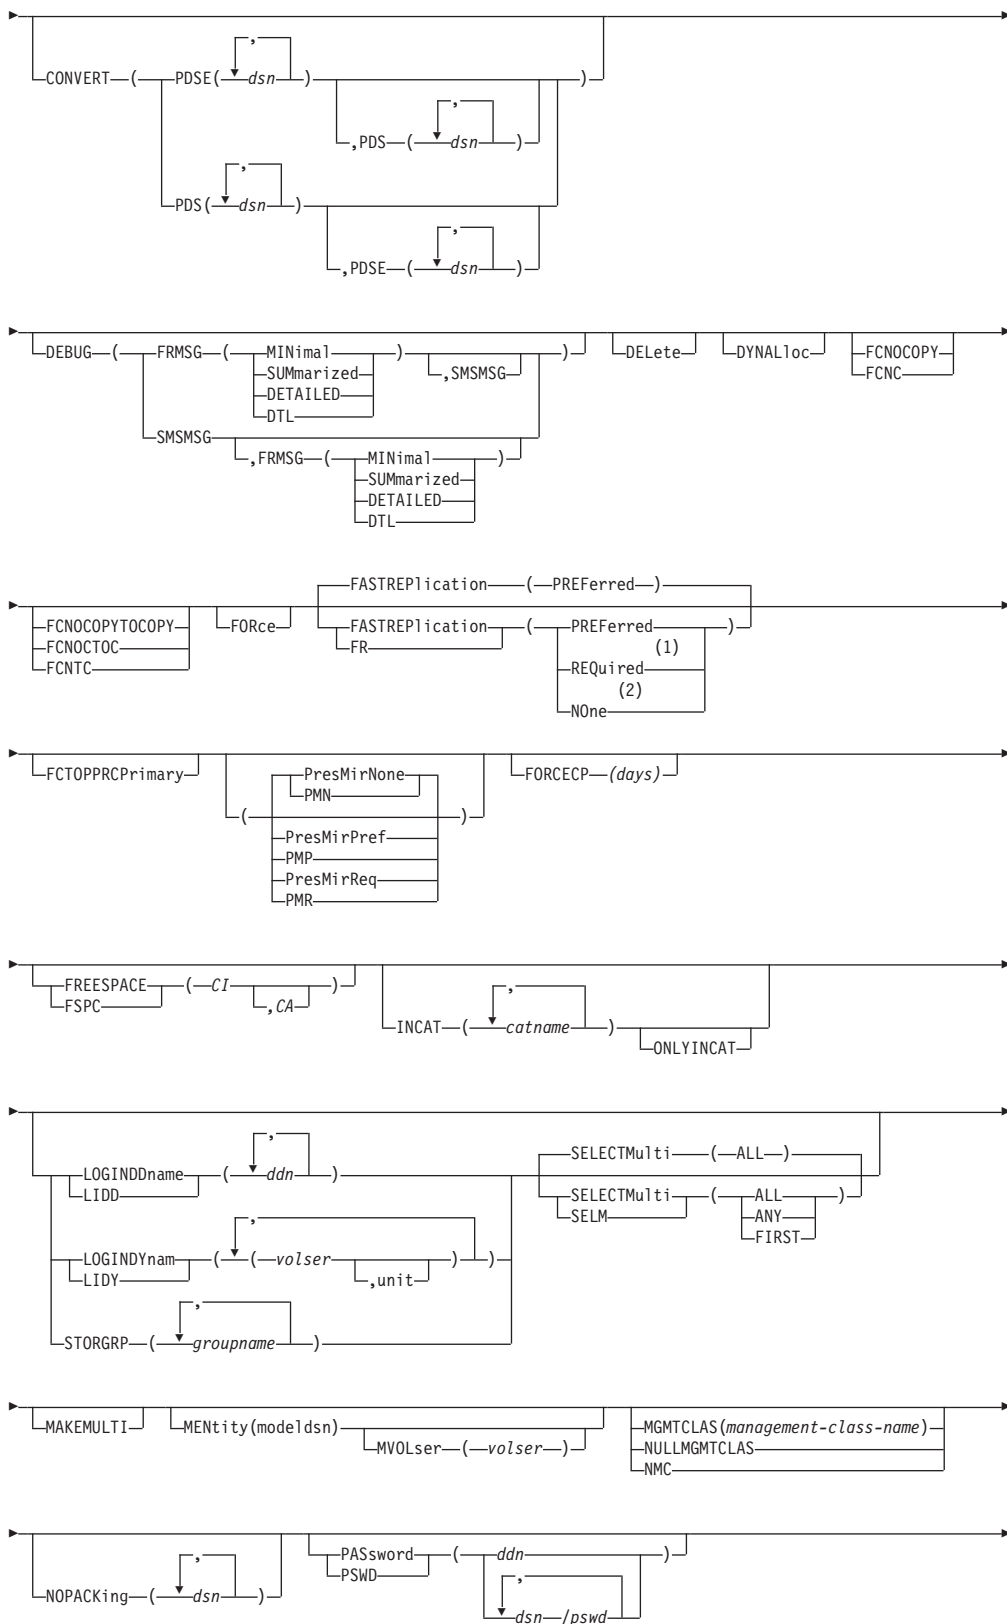 ,
CONVERT ( PDSE( dsn ) )
,
,PDS ( dsn )
,
PDS( dsn )
,
,PDSE ( dsn )
DEBUG ( FRMSG ( MINimal ) ) DELete DYNALloc FCNOCOPY
SUMmarized ,SMSMSG FCNC
DETAILED
DTL
SMSMSG
,FRMSG ( MINimal )
SUMmarized
DETAILED
DTL
FASTREPlication ( PREFerred )
FCNOCOPYTOCOPY FORce FASTREPlication ( PREFerred )
FCNOCTOC FR (1)
FCNTC REQuired
(2)
NOne
FCTOPPRCPrimary PresMirNone FORCECP (days)
PMN
( )
PresMirPref
PMP
PresMirReq
PMR
FREESPACE ( CI ) ,
FSPC ,CA INCAT ( catname )
ONLYINCAT
, SELECTMulti ( ALL )
LOGINDDname ( ddn ) SELECTMulti ( ALL )
LIDD SELM ANY
FIRST
,
LOGINDYnam ( ( volser ) )
LIDY ,unit
,
STORGRP ( groupname )
MAKEMULTI MENtity(modeldsn) MGMTCLAS(management-class-name)
MVOLser ( volser ) NULLMGMTCLAS
NMC
, PASsword ( ddn )
NOPACKing ( dsn ) PSWD ,
dsn /pswd